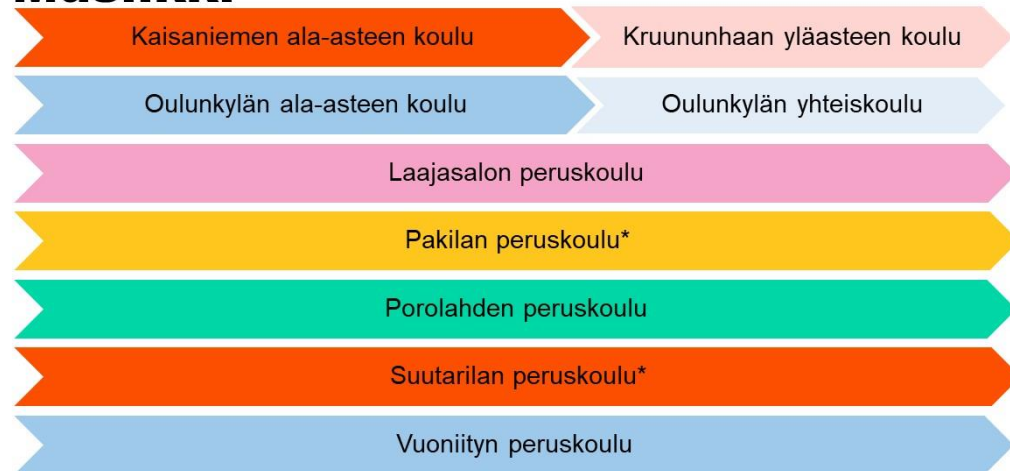 Musiikki
Kaisaniemen ala-asteen koulu
Kruununhaan yläasteen koulu
Oulunkylän ala-asteen koulu
Oulunkylän yhteiskoulu
Laajasalon peruskoulu
Pakilan peruskoulu*
Porolahden peruskoulu
Suutarilan peruskoulu*
Vuoniityn peruskoulu